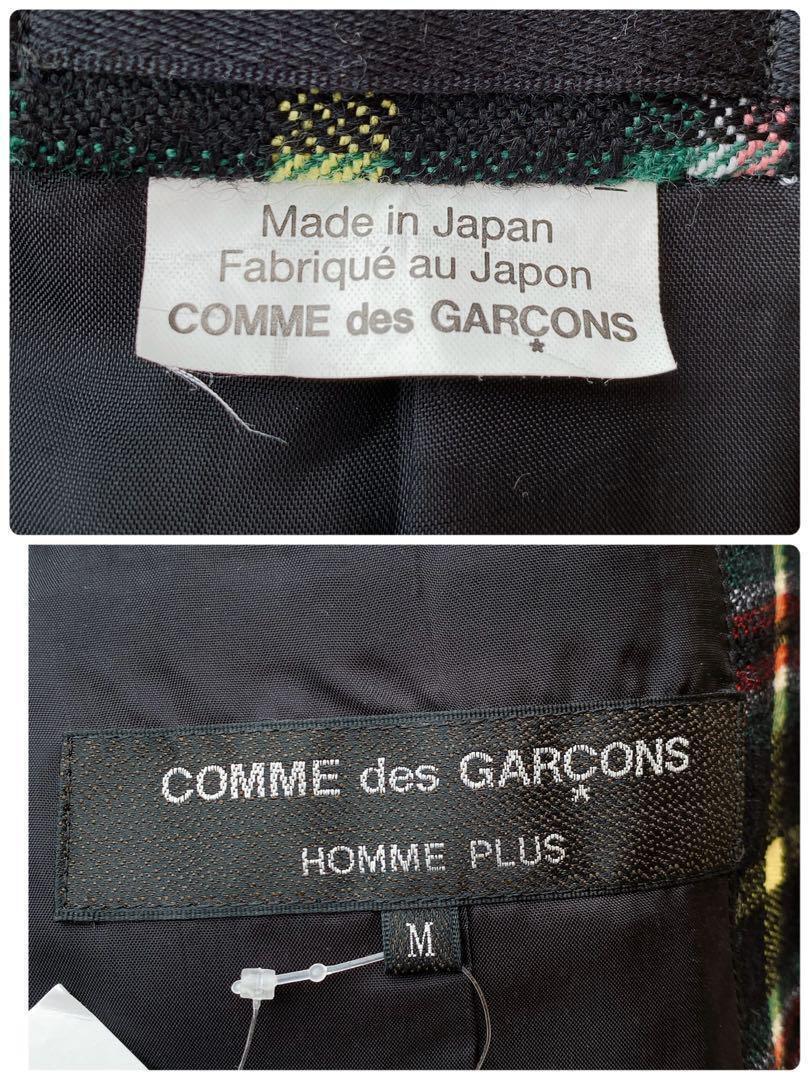 Made in Japan
Fabriqué au Japon
COMME des GARÇONS
COMME des GARÇONS
HOMME PLUS
M